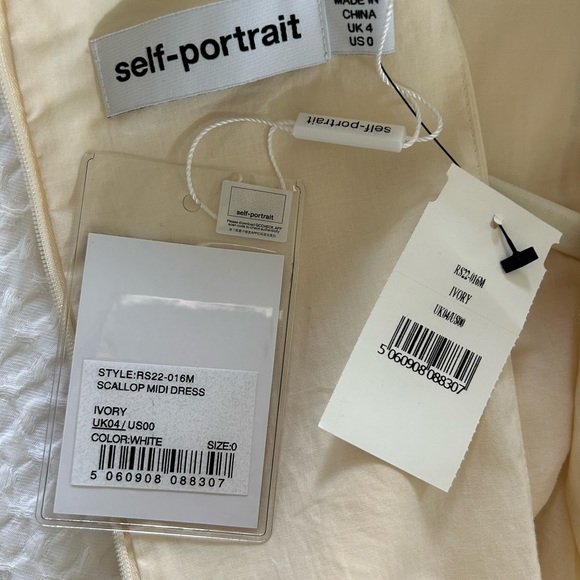 self-portrait
MADE IN
CHINA
UK 4
US 0
self-portrait
self-portrait
STYLE:RS22-016M
SCALLOP MIDI DRESS
IVORY
UK04/US00
COLOR:WHITE SIZE:0
5 060908 088307
RS22-016M
IVORY
UK04/US00
5 060908 088307